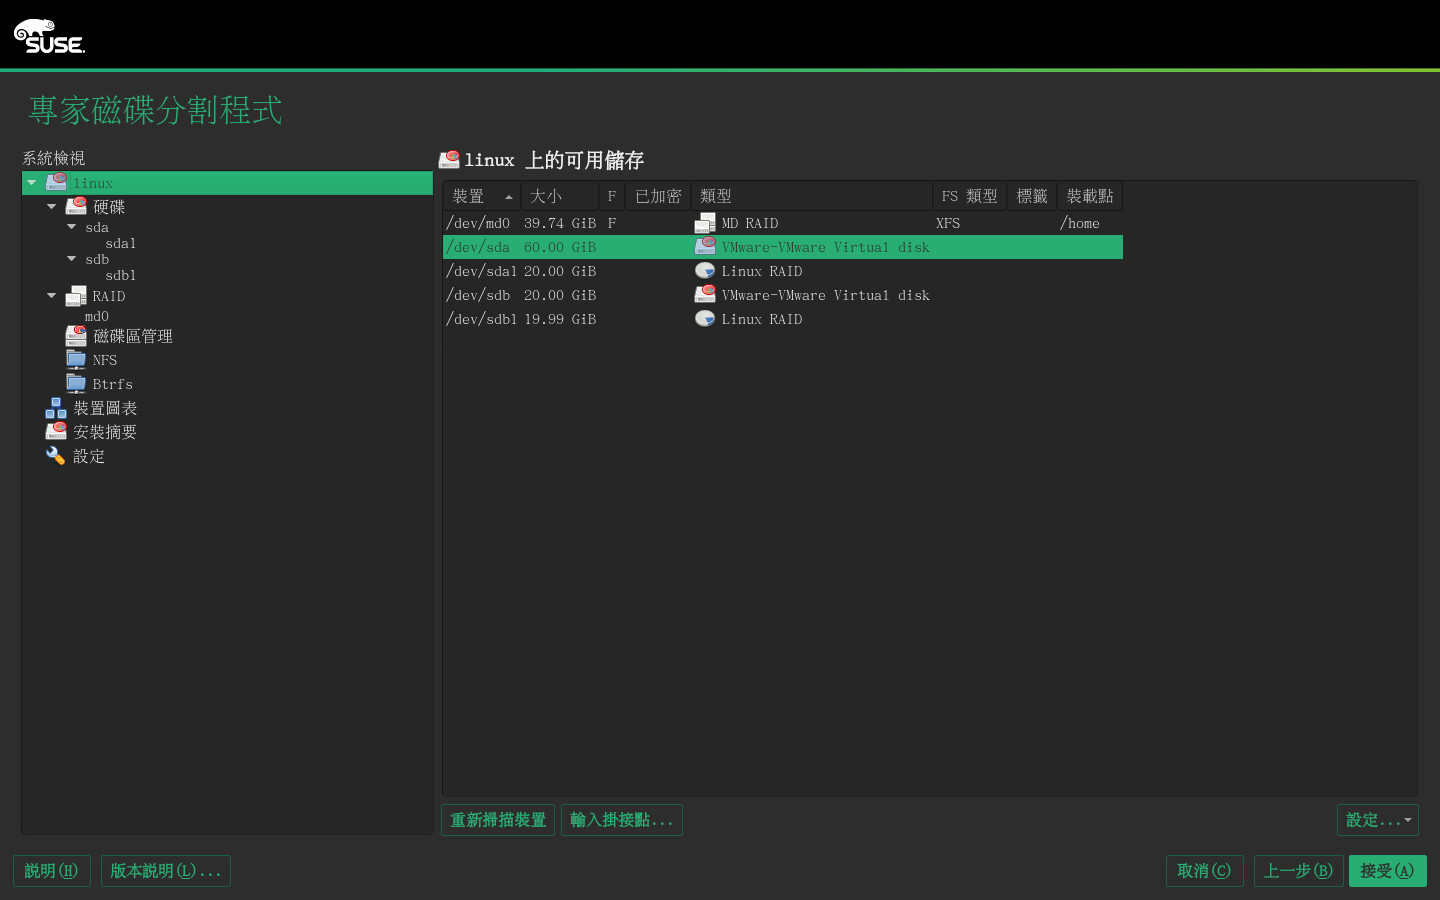 SUSE
專家磁碟分割程式
系統檢視
linux
硬碟
sda
sda1
sdb
sdb1
RAID
md0
磁碟區管理
NFS
Btrfs
裝置圖表
安裝摘要
設定
linux 上的可用儲存
裝置 大小 F 已加密 類型 FS 類型 標籤 裝載點
/dev/md0 39.74 GiB F MD RAID XFS /home
/dev/sda 60.00 GiB VMware-VMware Virtual disk
/dev/sda1 20.00 GiB Linux RAID
/dev/sdb 20.00 GiB VMware-VMware Virtual disk
/dev/sdb1 19.99 GiB Linux RAID
重新掃描裝置 輸入掛接點... 設定...
說明(H) 版本說明(L)... 取消(C) 上一步(B) 接受(A)